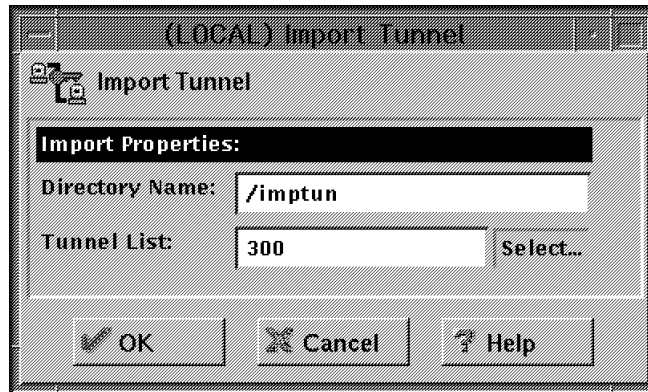 (LOCAL) Import Tunnel
Import Tunnel
Import Properties:
Directory Name: /imptun
Tunnel List: 300 Select...
OK Cancel Help